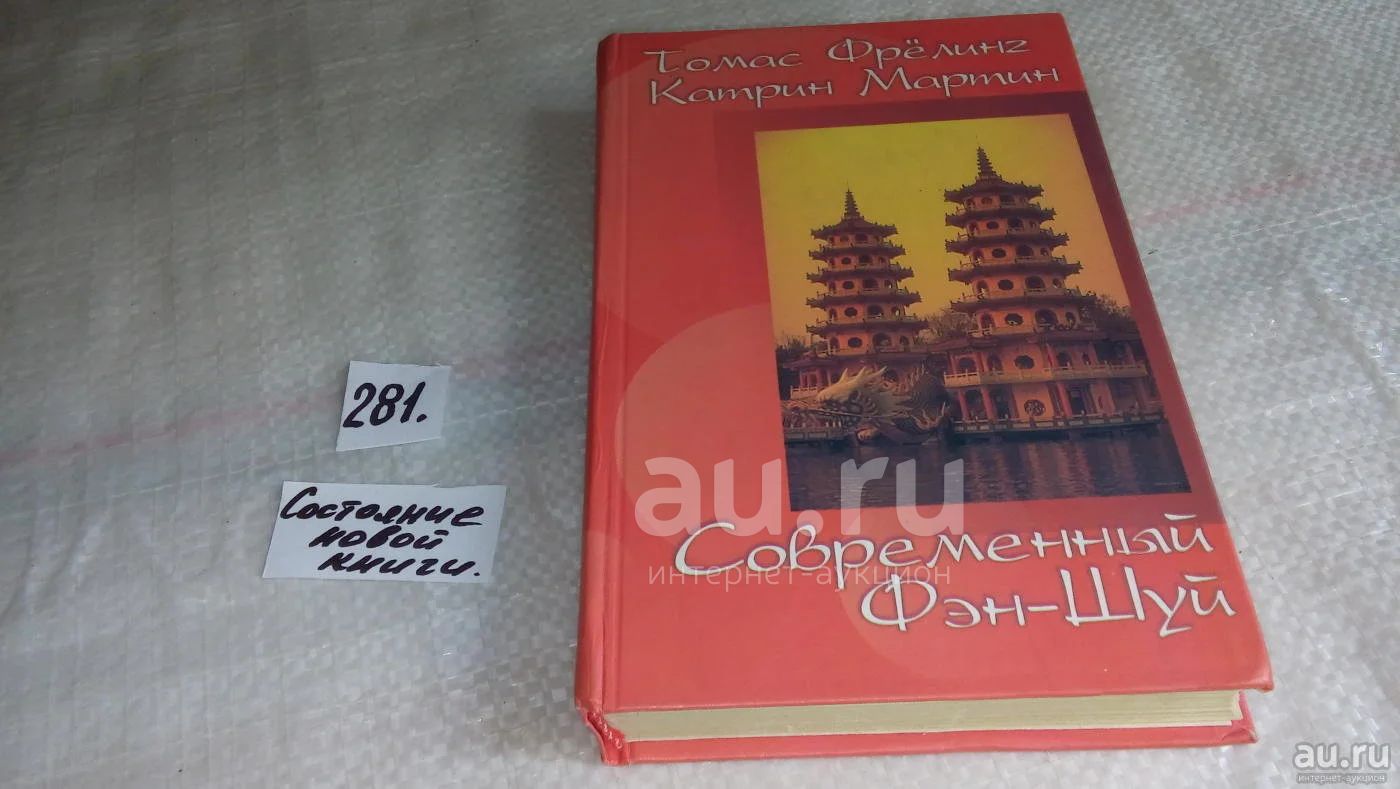 Томас Фрёлинг
Катрин Мартин
281.
Состояние
новой
книги.
au.ru
интернет-аукцион
Современный
Фэн-Шуй
au.ru
интернет-аукцион